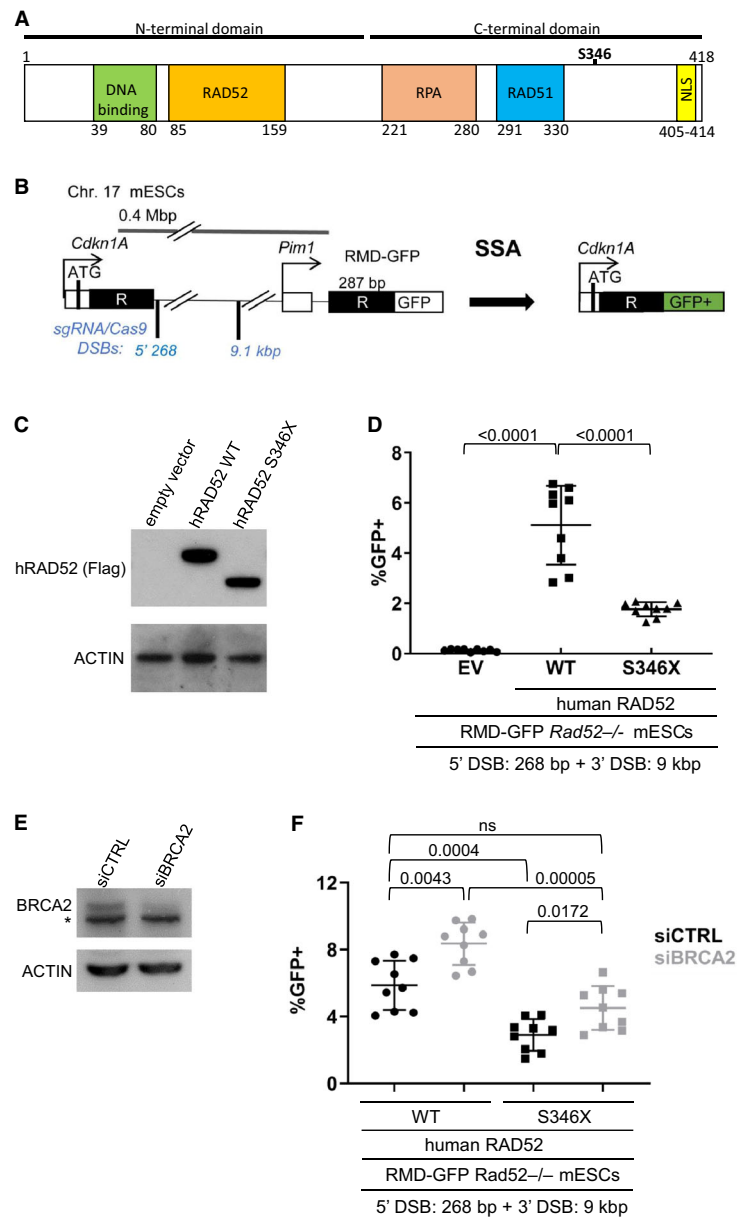 A
N-terminal domain C-terminal domain
1 S346 418
DNA binding RAD52 RPA RAD51 NLS
39 80 85 159 221 280 291 330 405-414
B
Chr. 17 mESCs
0.4 Mbp
Cdkn1A Pim1 RMD-GFP SSA Cdkn1A
ATG 287 bp ATG
R R GFP R GFP+
sgRNA/Cas9
DSBs: 5' 268 9.1 kbp
C
empty vector
hRAD52 WT
hRAD52 S346X
hRAD52 (Flag)
ACTIN
D
<0.0001 <0.0001
%GFP+
8
6
4
2
0
EV WT S346X
human RAD52
RMD-GFP Rad52–/- mESCs
5' DSB: 268 bp + 3' DSB: 9 kbp
E
siCTRL
siBRCA2
BRCA2
*
ACTIN
F
ns
0.0004
0.0043 0.00005
0.0172
%GFP+
12
8
4
0
siCTRL
siBRCA2
WT S346X
human RAD52
RMD-GFP Rad52–/– mESCs
5' DSB: 268 bp + 3' DSB: 9 kbp